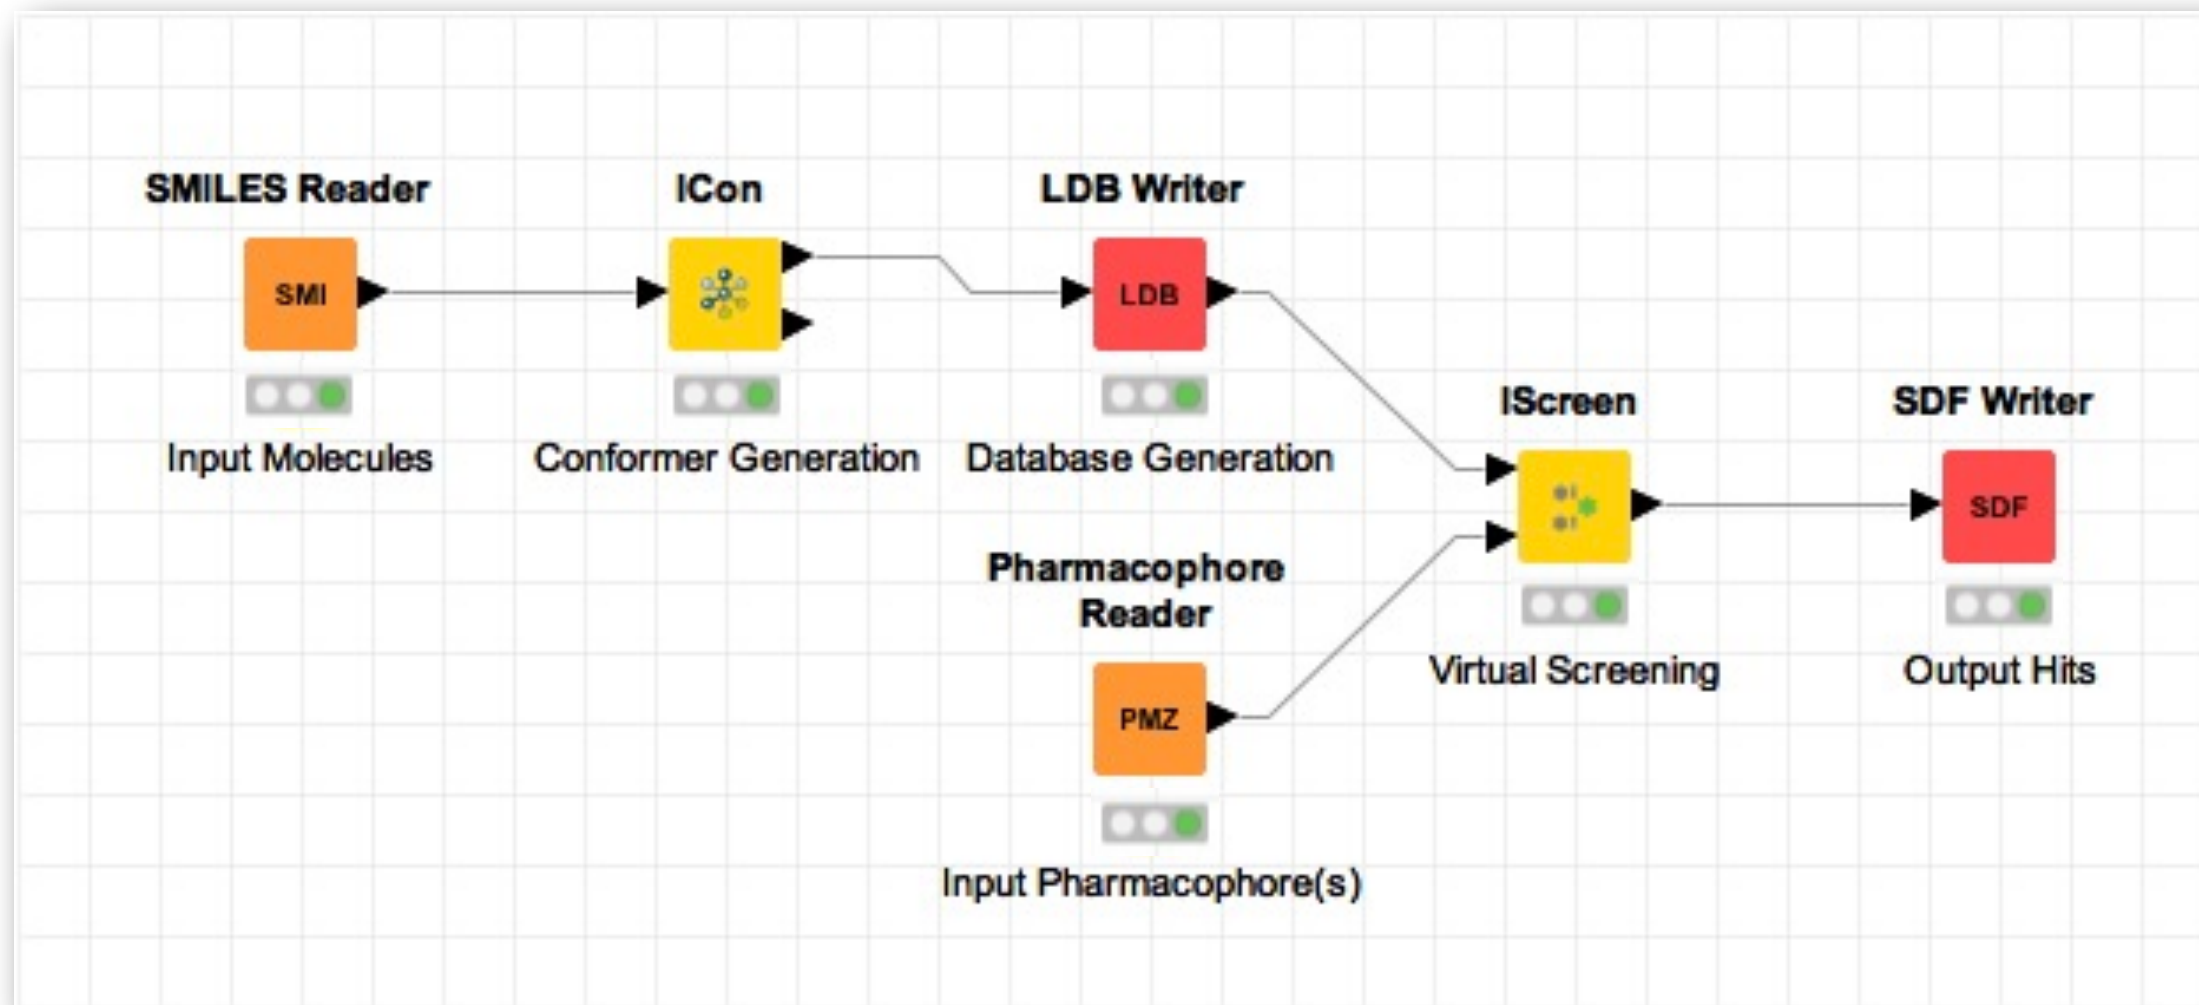 SMILES Reader
SMI
Input Molecules
ICon
Conformer Generation
LDB Writer
LDB
Database Generation
Pharmacophore
Reader
PMZ
Input Pharmacophore(s)
IScreen
Virtual Screening
SDF Writer
SDF
Output Hits